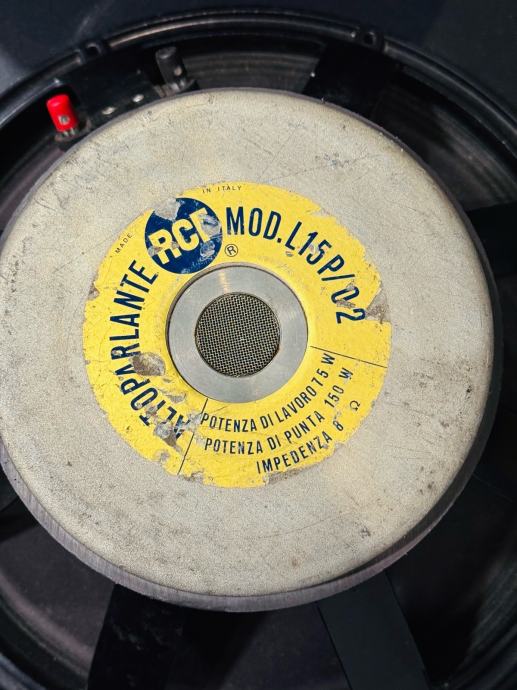 MADE IN ITALY
RCF
®
ALTOPARLANTE
MOD. L15P/02
POTENZA DI LAVORO 75 W
POTENZA DI PUNTA 150 W
IMPEDENZA 8 Ω